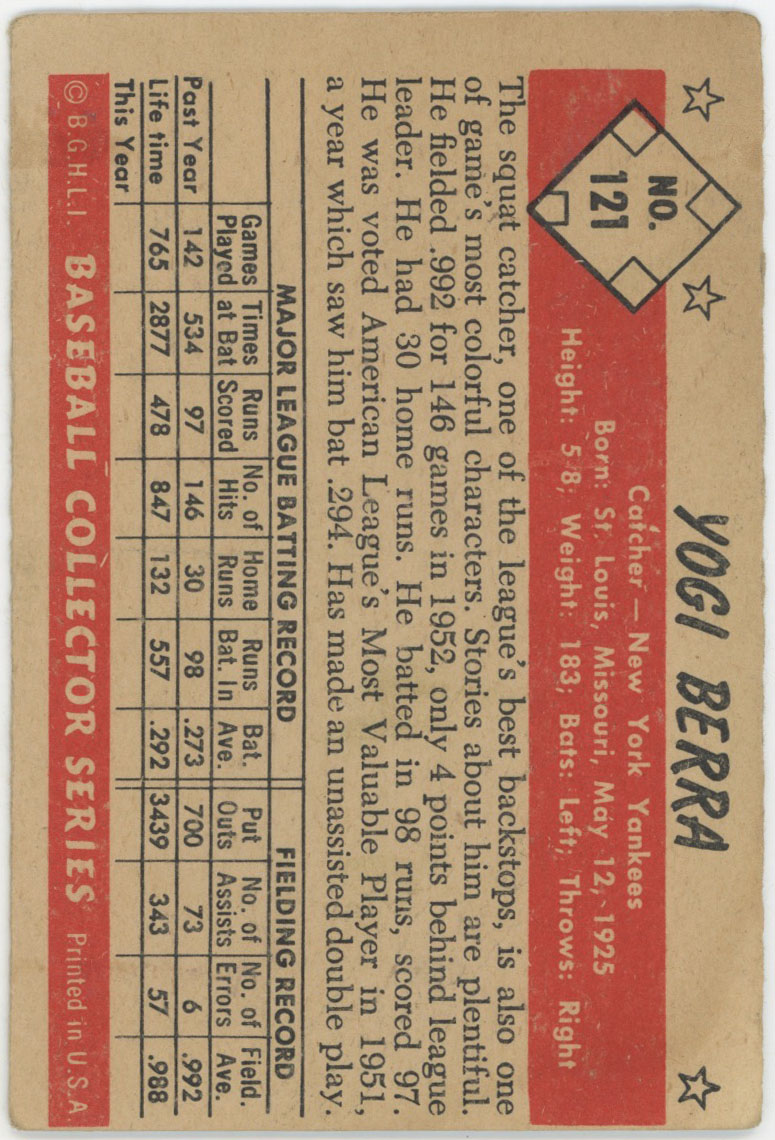 YOGI BERRA
NO.
121
Catcher — New York Yankees
Born: St. Louis, Missouri, May 12, 1925
Height: 5-8; Weight: 183; Bats: Left; Throws: Right
The squat catcher, one of the league's best backstops, is also one
of game's most colorful characters. Stories about him are plentiful.
He fielded .992 for 146 games in 1952, only 4 points behind league
leader. He had 30 home runs. He batted in 98 runs, scored 97.
He was voted American League's Most Valuable Player in 1951,
a year which saw him bat .294. Has made an unassisted double play.
MAJOR LEAGUE BATTING RECORD FIELDING RECORD
Games Times Runs No. of Home Runs Bat. Put No. of No. of Field.
Played at Bat Scored Hits Runs Bat. In Ave. Outs Assists Errors Ave.
Past Year 142 534 97 146 30 98 .273 700 73 6 .992
Life time 765 2877 478 847 132 557 .292 3439 343 57 .988
This Year
© B.G.H.L.I. BASEBALL COLLECTOR SERIES Printed in U.S.A.